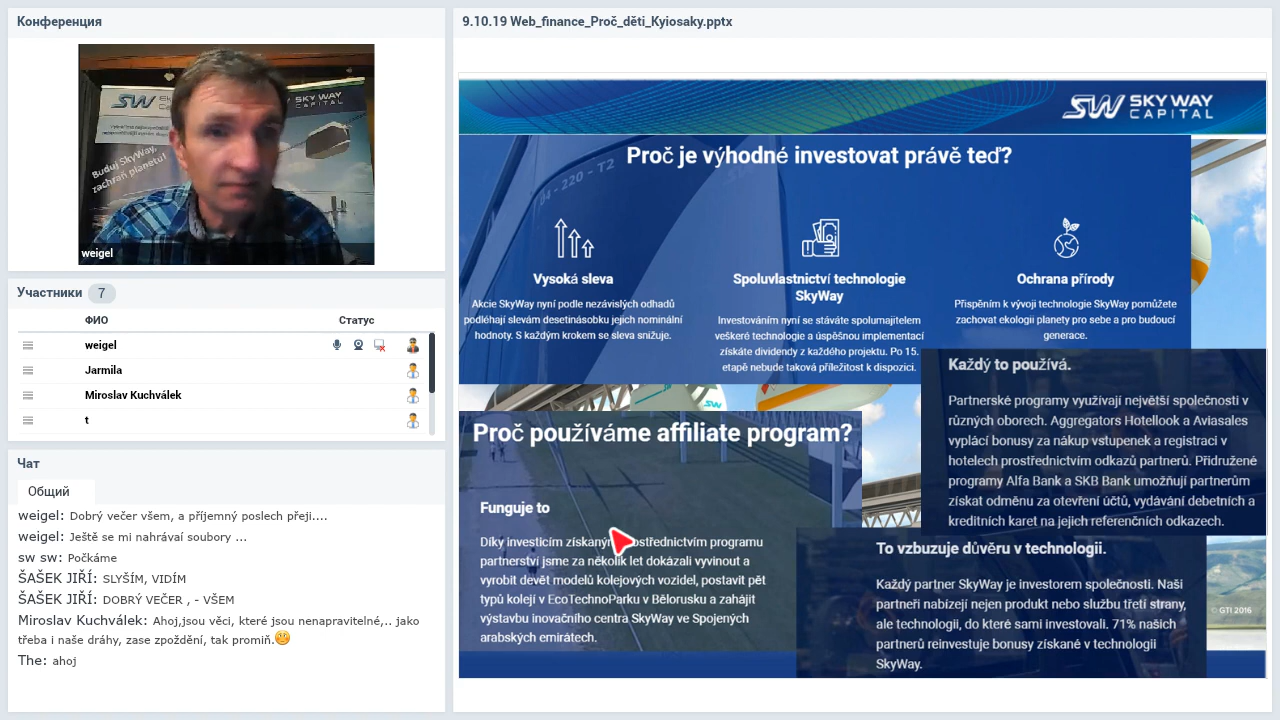 Конференция
SW SKY WAY CAPITAL
Buduj SkyWay,
zachraň planetu!
weigel
Участники 7
ФИО Статус
weigel
Jarmila
Miroslav Kuchválek
t
Чат
Общий
weigel: Dobrý večer všem, a příjemný poslech přeji....
weigel: Ještě se mi nahrávaí soubory ...
sw sw: Počkáme
ŠAŠEK JIŘÍ: SLYŠÍM, VIDÍM
ŠAŠEK JIŘÍ: DOBRÝ VEČER , - VŠEM
Miroslav Kuchválek: Ahoj,jsou věci, které jsou nenapravitelné,.. jako
třeba i naše dráhy, zase zpoždění, tak promiň.
The: ahoj
9.10.19 Web_finance_Proč_děti_Kyiosaky.pptx
SW SKY WAY
CAPITAL
Proč je výhodné investovat právě teď?
Vysoká sleva
Akcie SkyWay nyní podle nezávislých odhadů
podléhají slevám desetinásobku jejich nominální
hodnoty. S každým krokem se sleva snižuje.
Spoluvlastnictví technologie
SkyWay
Investováním nyní se stáváte spolumajitelem
veškeré technologie a úspěšnou implementací
získáte dividendy z každého projektu. Po 15.
etapě nebude taková příležitost k dispozici.
Ochrana přírody
Přispěním k vývoji technologie SkyWay pomůžete
zachovat ekologii planety pro sebe a pro budoucí
generace.
Každý to používá.
Partnerské programy využívají největší společnosti v
různých oborech. Aggregators Hotellook a Aviasales
vyplácí bonusy za nákup vstupenek a registraci v
hotelech prostřednictvím odkazů partnerů. Přidružené
programy Alfa Bank a SKB Bank umožňují partnerům
získat odměnu za otevření účtů, vydávání debetních a
kreditních karet na jejich referenčních odkazech.
Proč používáme affiliate program?
Funguje to
Díky investicím získaným prostřednictvím programu
partnerství jsme za několik let dokázali vyvinout a
vyrobit devět modelů kolejových vozidel, postavit pět
typů kolejí v EcoTechnoParku v Bělorusku a zahájit
výstavbu inovačního centra SkyWay ve Spojených
arabských emirátech.
To vzbuzuje důvěru v technologii.
Každý partner SkyWay je investorem společnosti. Naši
partneři nabízejí nejen produkt nebo službu třetí strany,
ale technologii, do které sami investovali. 71% našich
partnerů reinvestuje bonusy získané v technologii
SkyWay.
© GTI 2016